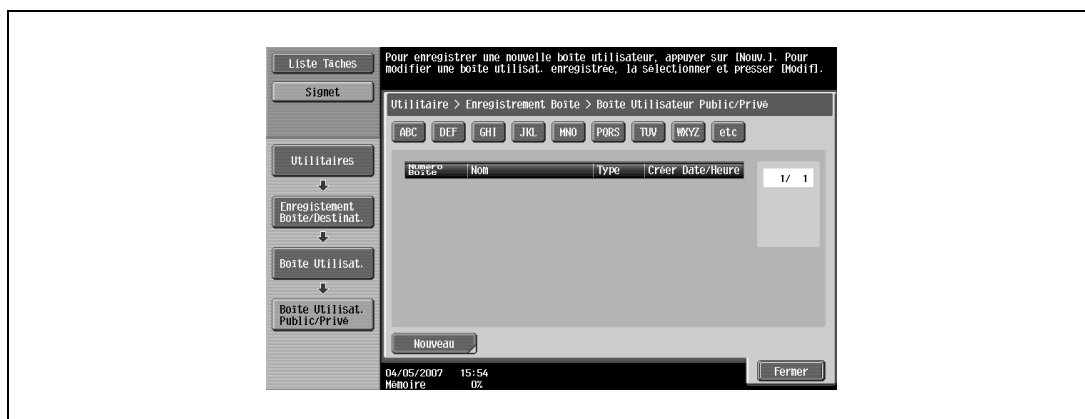 Liste Tâches
Signet
Pour enregistrer une nouvelle boîte utilisateur, appuyer sur [Nouv.]. Pour
modifier une boîte utilisat. enregistrée, la sélectionner et presser [Modif].
Utilitaire > Enregistrement Boîte > Boîte Utilisateur Public/Privé
ABC DEF GHI JKL MNO PQRS TUV WXYZ etc
Utilitaires
Enregistement
Boîte/Destinat.
Boîte Utilisat.
Boîte Utilisat.
Public/Privé
Numéro
Boîte
Nom Type Créer Date/Heure
1/ 1
Nouveau
04/05/2007 15:54
Mémoire 0%
Fermer